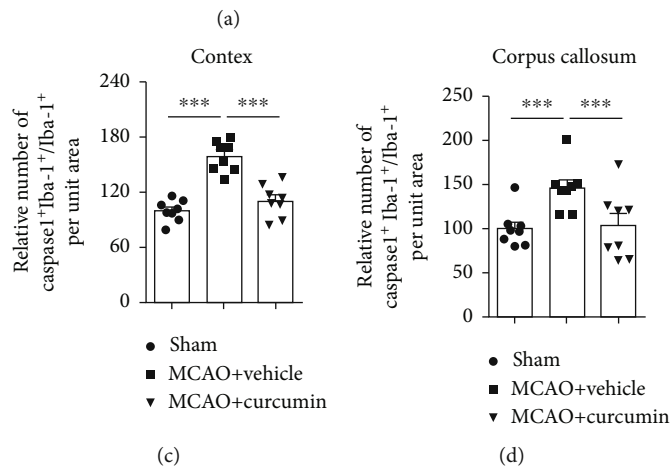 (a)
Contex
Relative number of
caspase1⁺Iba-1⁺/Iba-1⁺
per unit area
240
180
120
60
0
***
***
Sham
MCAO+vehicle
MCAO+curcumin
(c)
Corpus callosum
Relative number of
caspase1⁺ Iba-1⁺/Iba-1⁺
per unit area
250
200
150
100
50
0
***
***
Sham
MCAO+vehicle
MCAO+curcumin
(d)